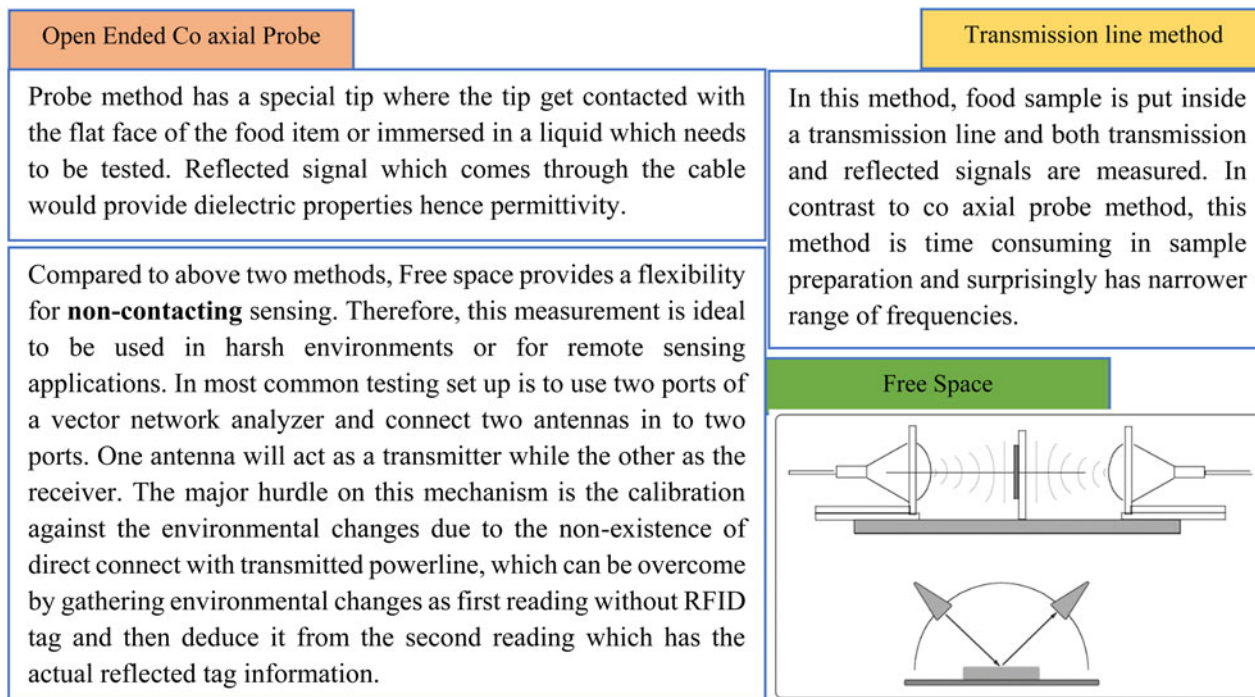 Open Ended Co axial Probe
Probe method has a special tip where the tip get contacted with
the flat face of the food item or immersed in a liquid which needs
to be tested. Reflected signal which comes through the cable
would provide dielectric properties hence permittivity.
Transmission line method
In this method, food sample is put inside
a transmission line and both transmission
and reflected signals are measured. In
contrast to co axial probe method, this
method is time consuming in sample
preparation and surprisingly has narrower
range of frequencies.
Compared to above two methods, Free space provides a flexibility
for non-contacting sensing. Therefore, this measurement is ideal
to be used in harsh environments or for remote sensing
applications. In most common testing set up is to use two ports of
a vector network analyzer and connect two antennas in to two
ports. One antenna will act as a transmitter while the other as the
receiver. The major hurdle on this mechanism is the calibration
against the environmental changes due to the non-existence of
direct connect with transmitted powerline, which can be overcome
by gathering environmental changes as first reading without RFID
tag and then deduce it from the second reading which has the
actual reflected tag information.
Free Space